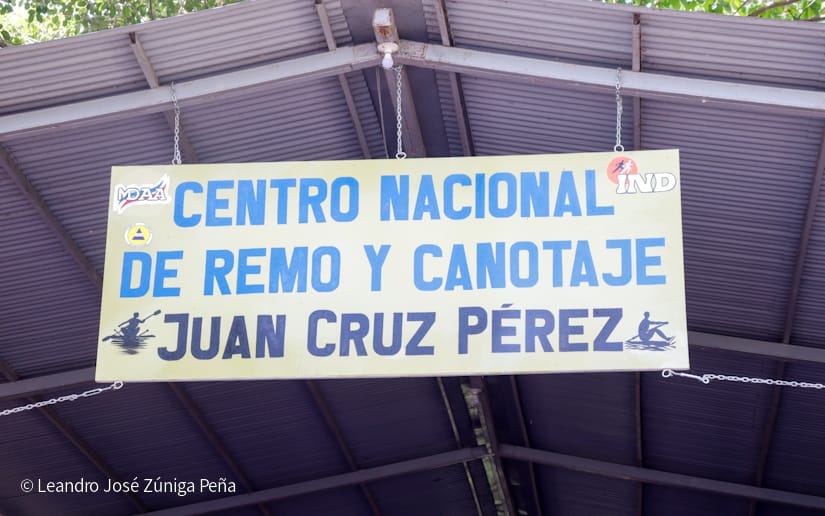 MDAA
IND
CENTRO NACIONAL
DE REMO Y CANOTAJE
JUAN CRUZ PÉREZ
© Leandro José Zúniga Peña